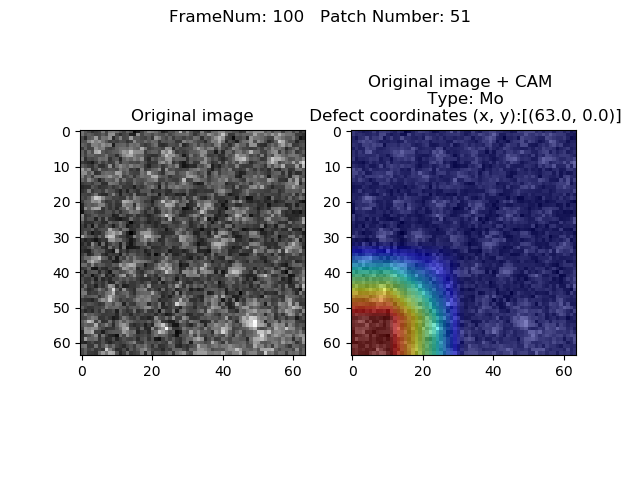 FrameNum: 100   Patch Number: 51
Original image
Original image + CAM
Type: Mo
Defect coordinates (x, y):[(63.0, 0.0)]
0
10
20
30
40
50
60
0 20 40 60
0
10
20
30
40
50
60
0 20 40 60